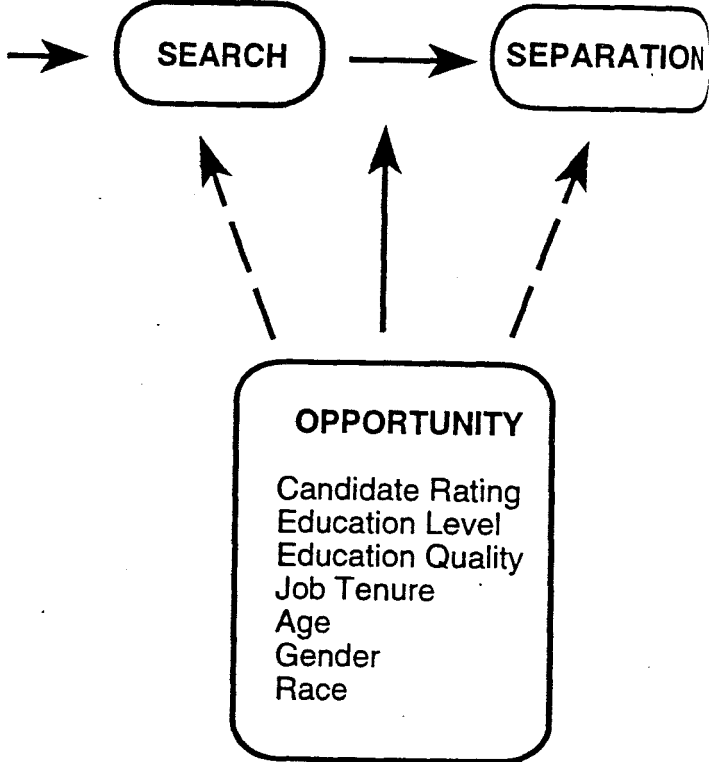 SEARCH
SEPARATION
OPPORTUNITY
Candidate Rating
Education Level
Education Quality
Job Tenure
Age
Gender
Race